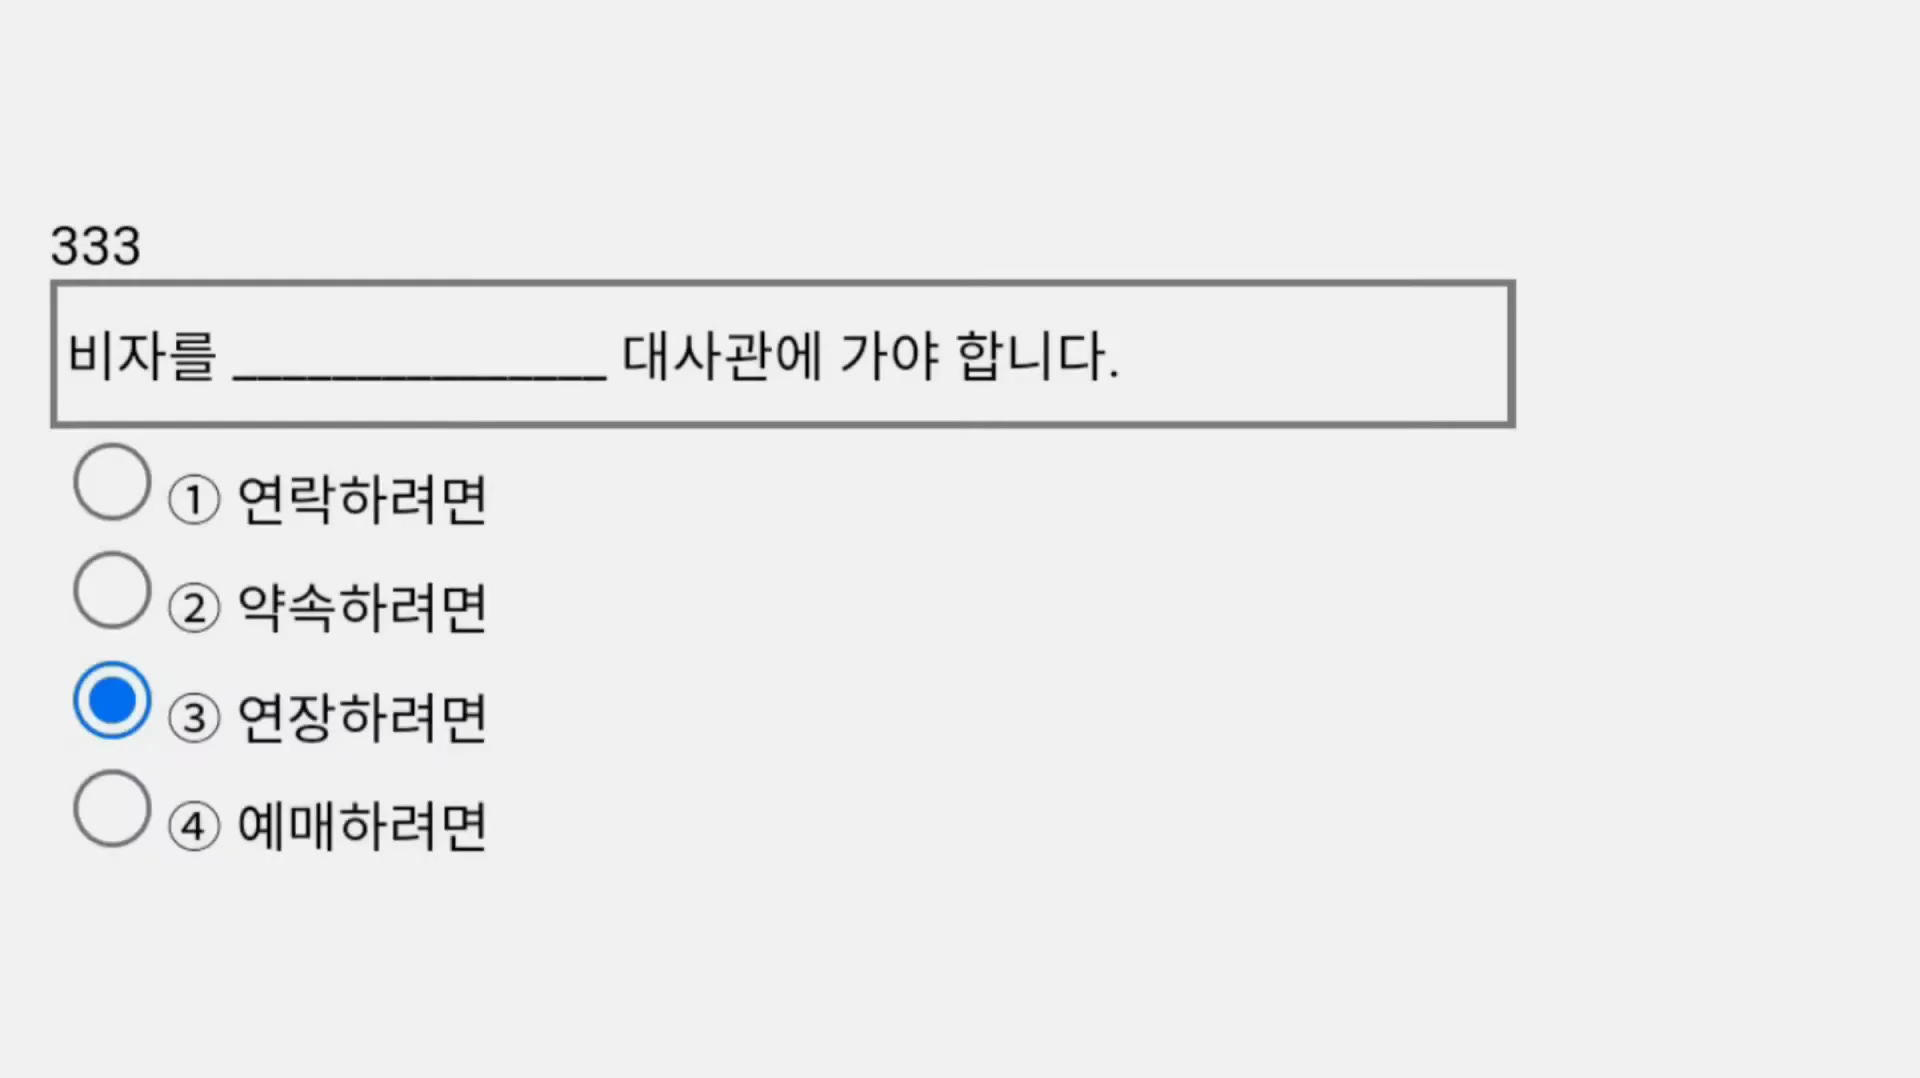 333
비자를 _______________ 대사관에 가야 합니다.
① 연락하려면
② 약속하려면
③ 연장하려면
④ 예매하려면